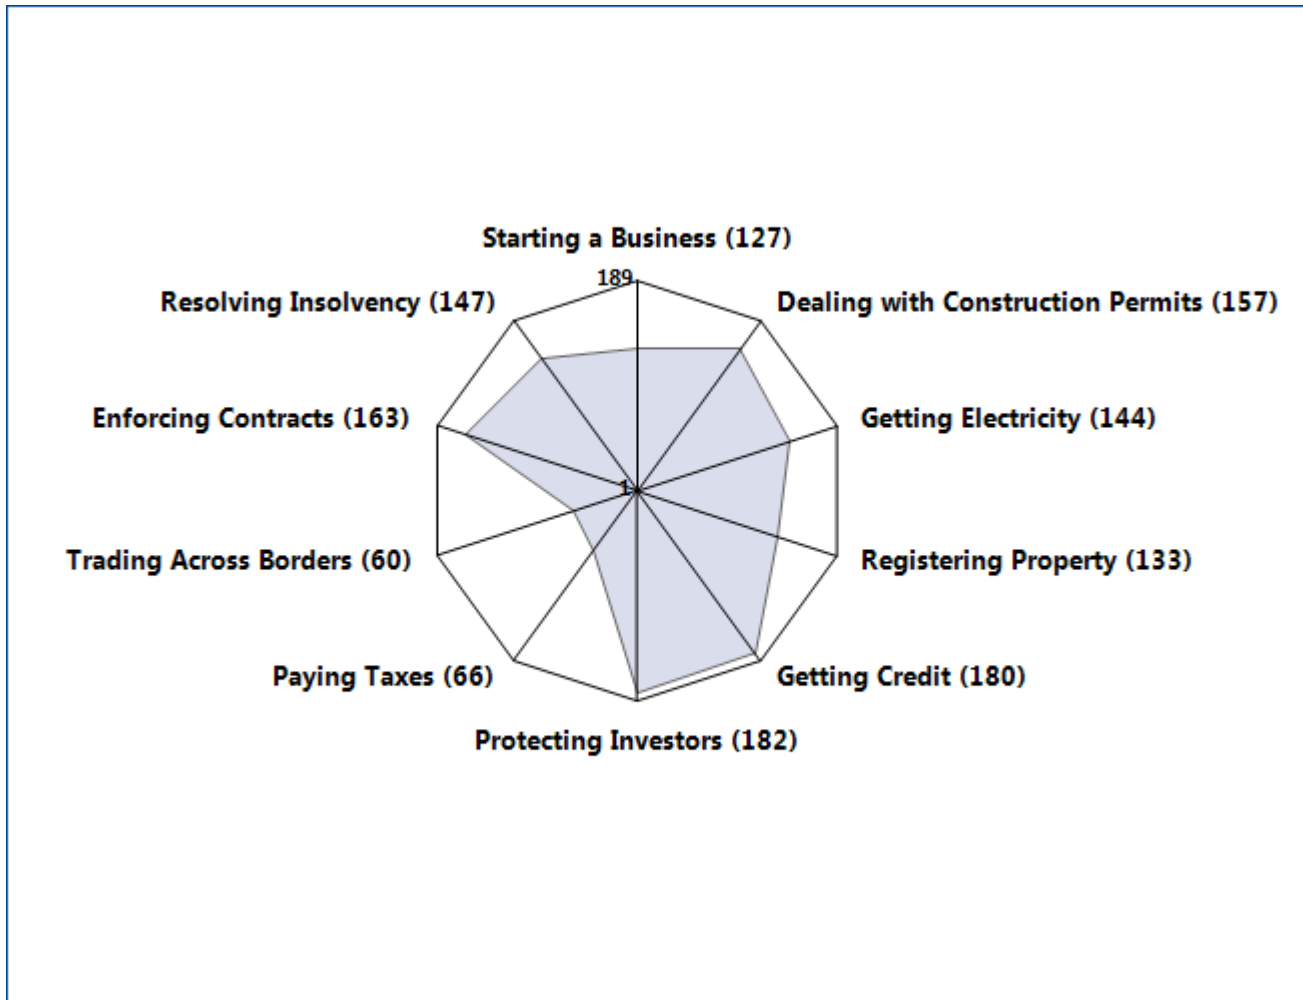 Starting a Business (127)
189
Resolving Insolvency (147)
Dealing with Construction Permits (157)
Enforcing Contracts (163)
Getting Electricity (144)
1
Trading Across Borders (60)
Registering Property (133)
Paying Taxes (66)
Getting Credit (180)
Protecting Investors (182)